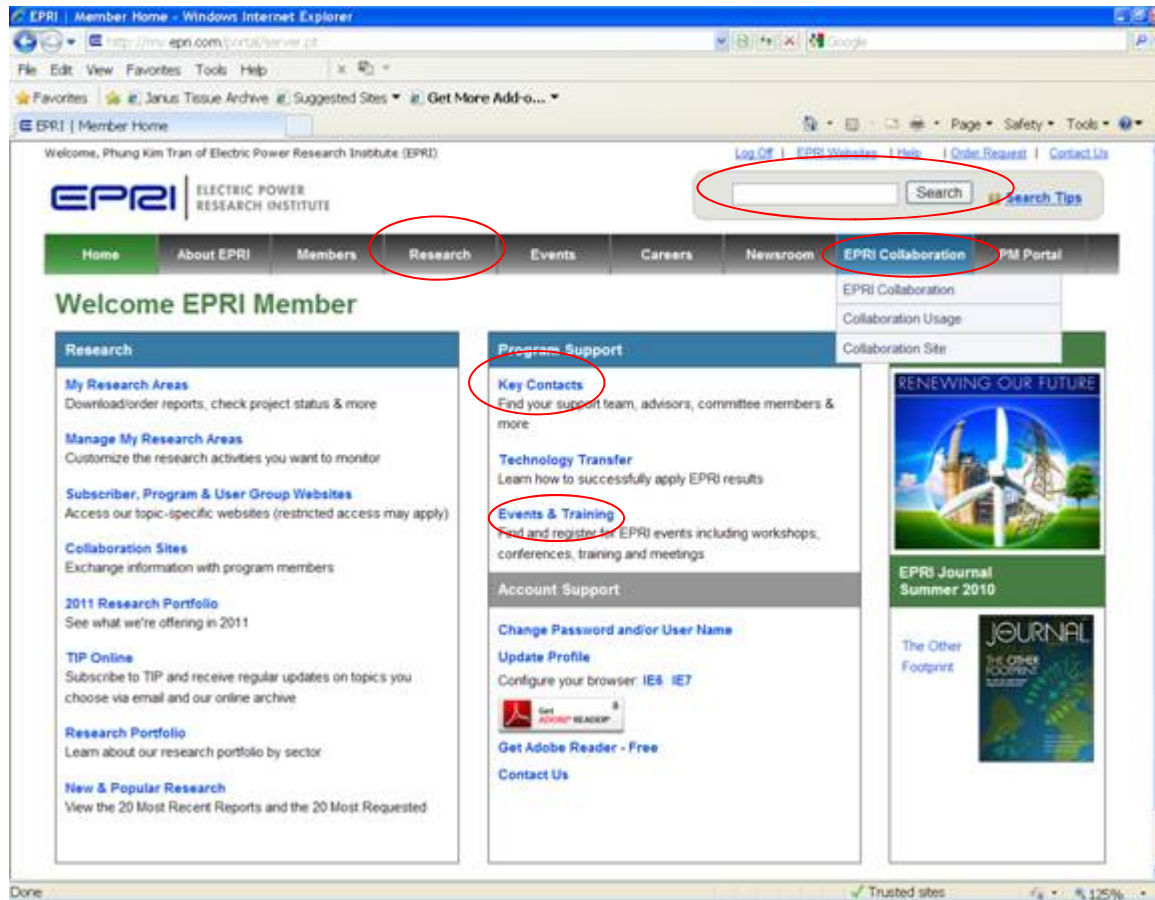 EPRI | Member Home - Windows Internet Explorer
http://my.epri.com/portal/server.pt
Google
File Edit View Favorites Tools Help
Favorites Janus Tissue Archive Suggested Sites Get More Add-o...
EPRI | Member Home
Page Safety Tools
Welcome, Phung Kim Tran of Electric Power Research Institute (EPRI)
Log Off | EPRI Websites | Help | Order Request | Contact Us
EPRI ELECTRIC POWER
RESEARCH INSTITUTE
Search
Search Tips
Home About EPRI Members Research Events Careers Newsroom EPRI Collaboration PM Portal
EPRI Collaboration
Collaboration Usage
Collaboration Site
Welcome EPRI Member
Research
My Research Areas
Download/order reports, check project status & more
Manage My Research Areas
Customize the research activities you want to monitor
Subscriber, Program & User Group Websites
Access our topic-specific websites (restricted access may apply)
Collaboration Sites
Exchange information with program members
2011 Research Portfolio
See what we're offering in 2011
TIP Online
Subscribe to TIP and receive regular updates on topics you
choose via email and our online archive
Research Portfolio
Learn about our research portfolio by sector
New & Popular Research
View the 20 Most Recent Reports and the 20 Most Requested
Program Support
Key Contacts
Find your support team, advisors, committee members &
more
Technology Transfer
Learn how to successfully apply EPRI results
Events & Training
Find and register for EPRI events including workshops,
conferences, training and meetings
Account Support
Change Password and/or User Name
Update Profile
Configure your browser: IE6 IE7
Get
ADOBE READER
Get Adobe Reader - Free
Contact Us
RENEWING OUR FUTURE
EPRI Journal
Summer 2010
The Other
Footprint
JOURNAL
THE OTHER
FOOTPRINT
Done
Trusted sites
125%